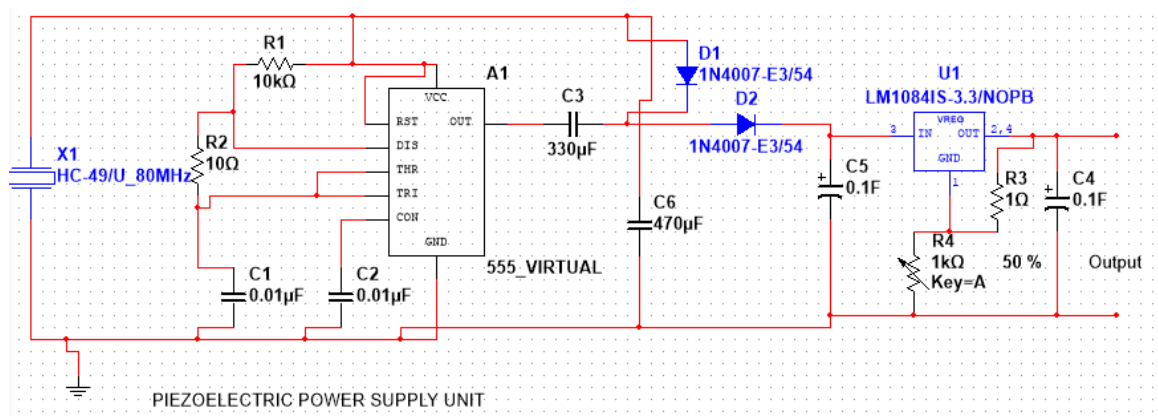 R1
10kΩ
A1
VCC
RST
OUT
DIS
THR
TRI
CON
GND
555_VIRTUAL
R2
10Ω
X1
HC-49/U_80MHz
C1
0.01µF
C2
0.01µF
C3
330µF
D1
1N4007-E3/54
D2
1N4007-E3/54
C6
470µF
C5
0.1F
U1
LM1084IS-3.3/NOPB
VREG
3
IN
OUT
2,4
GND
1
R3
1Ω
C4
0.1F
R4
1kΩ
Key=A
50 %
Output
PIEZOELECTRIC POWER SUPPLY UNIT